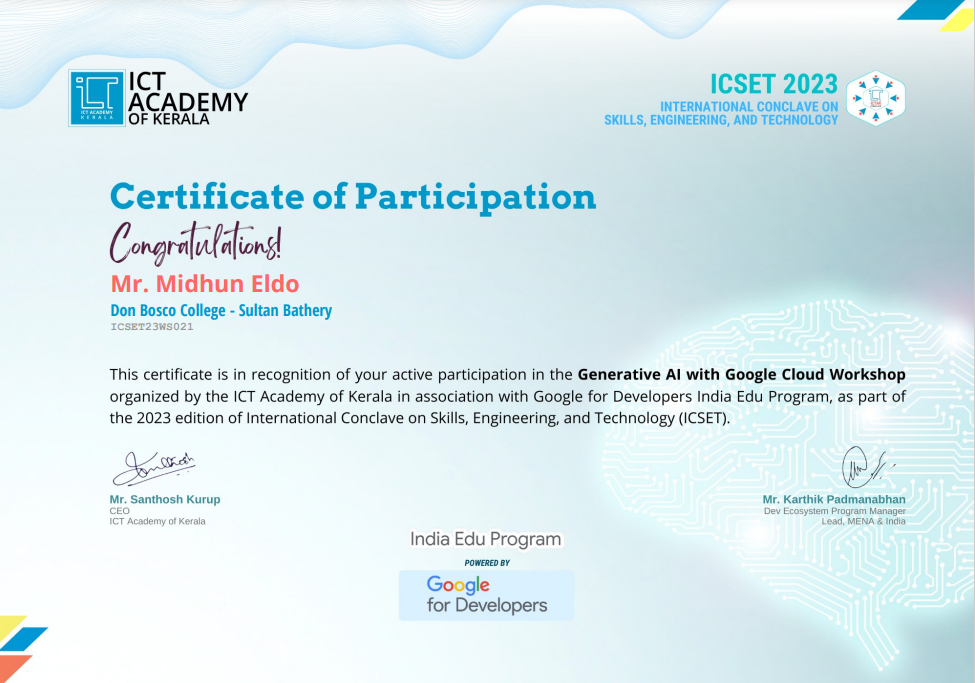 ICT
ACADEMY
OF KERALA
ICT ACADEMY
KERALA
ICSET 2023
INTERNATIONAL CONCLAVE ON
SKILLS, ENGINEERING, AND TECHNOLOGY
Certificate of Participation
Congratulations!
Mr. Midhun Eldo
Don Bosco College - Sultan Bathery
ICSET23WS021
This certificate is in recognition of your active participation in the Generative AI with Google Cloud Workshop
organized by the ICT Academy of Kerala in association with Google for Developers India Edu Program, as part of
the 2023 edition of International Conclave on Skills, Engineering, and Technology (ICSET).
Mr. Santhosh Kurup
CEO
ICT Academy of Kerala
Mr. Karthik Padmanabhan
Dev Ecosystem Program Manager
Lead, MENA & India
India Edu Program
POWERED BY
Google
for Developers